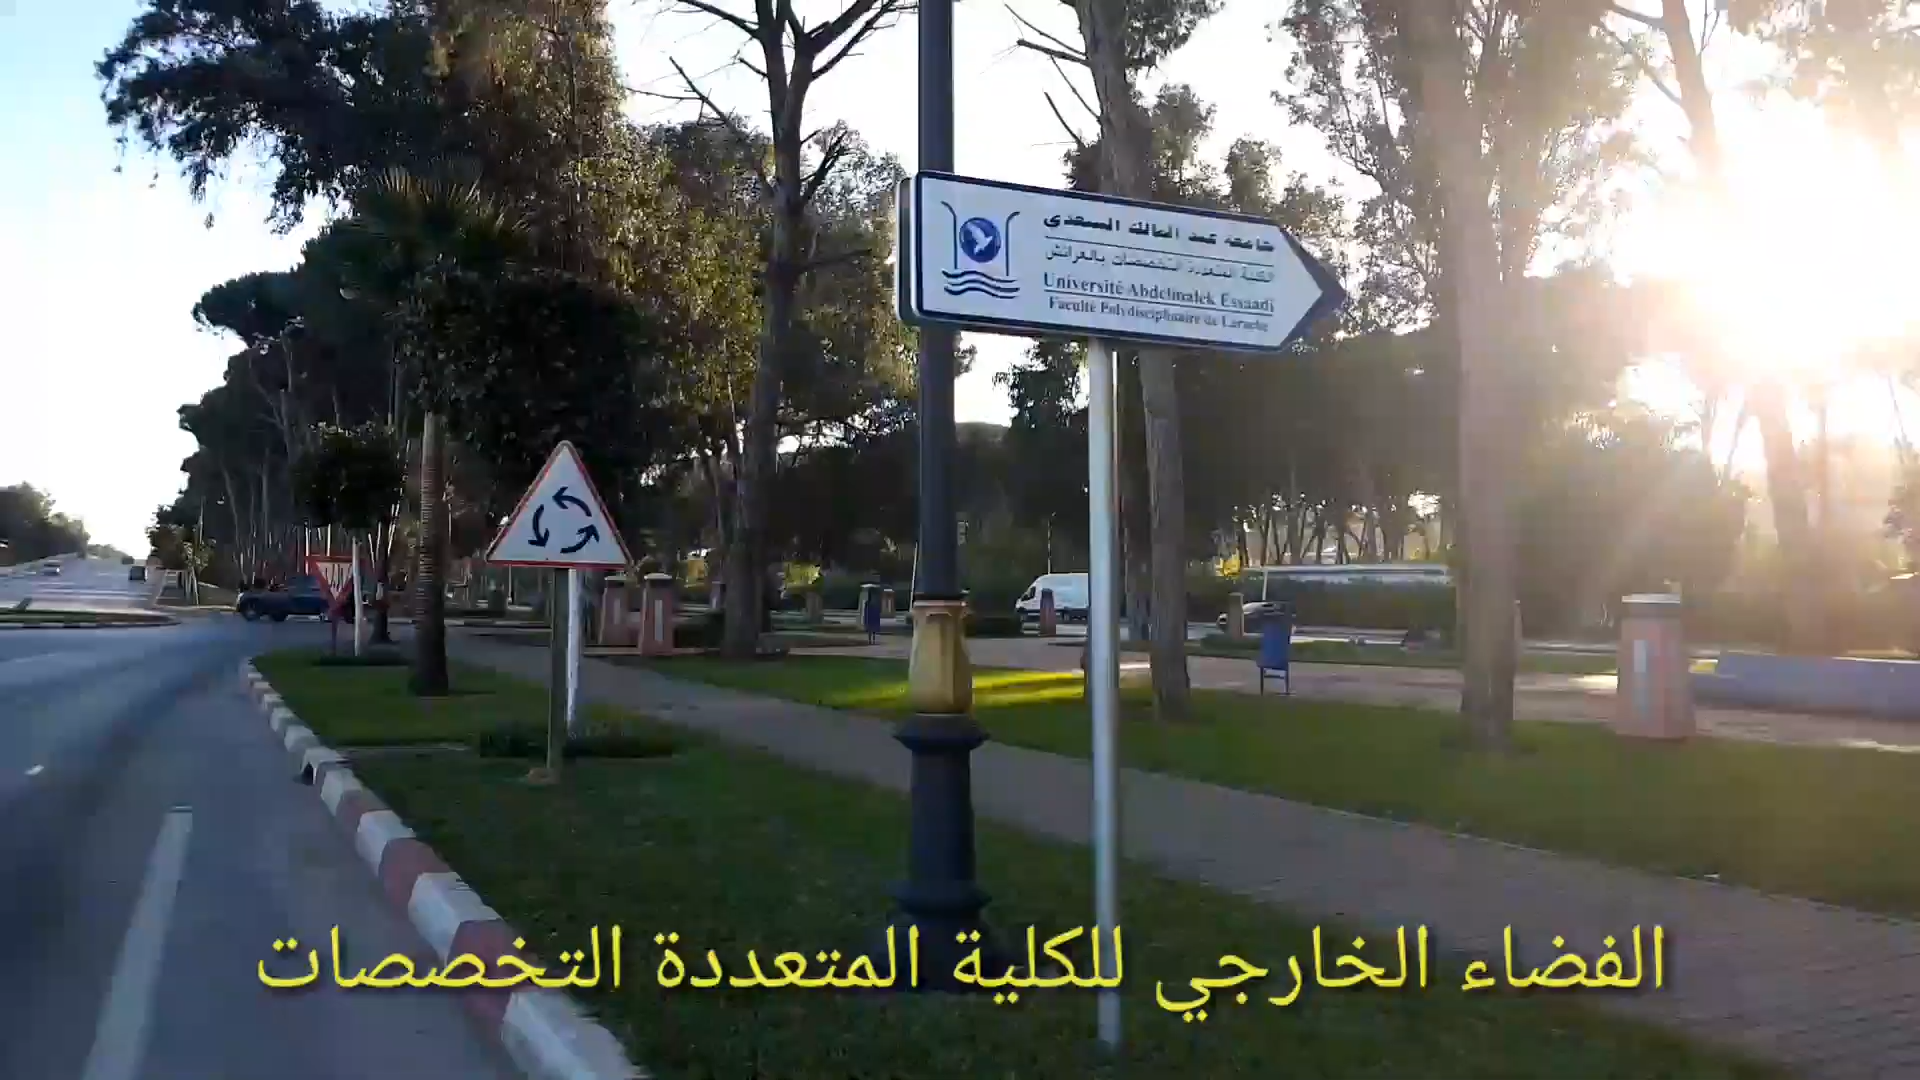 جامعة عبد المالك السعدي
الكلية المتعددة التخصصات بالعرائش
Université Abdelmalek Essaadi
Faculté Polydisciplinaire de Larache
الفضاء الخارجي للكلية المتعددة التخصصات